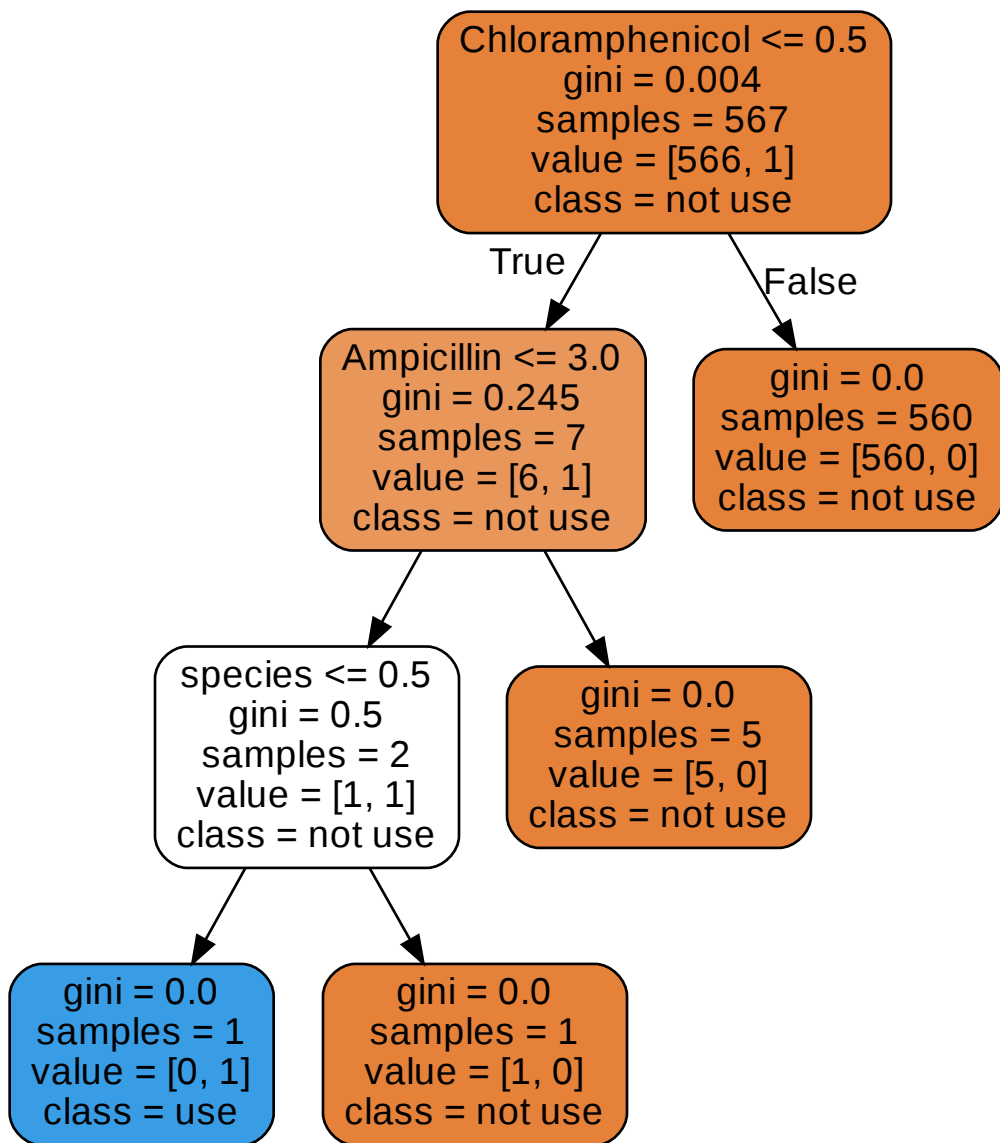 Chloramphenicol <= 0.5
gini = 0.004
samples = 567
value = [566, 1]
class = not use
True
False
Ampicillin <= 3.0
gini = 0.245
samples = 7
value = [6, 1]
class = not use
gini = 0.0
samples = 560
value = [560, 0]
class = not use
species <= 0.5
gini = 0.5
samples = 2
value = [1, 1]
class = not use
gini = 0.0
samples = 5
value = [5, 0]
class = not use
gini = 0.0
samples = 1
value = [0, 1]
class = use
gini = 0.0
samples = 1
value = [1, 0]
class = not use